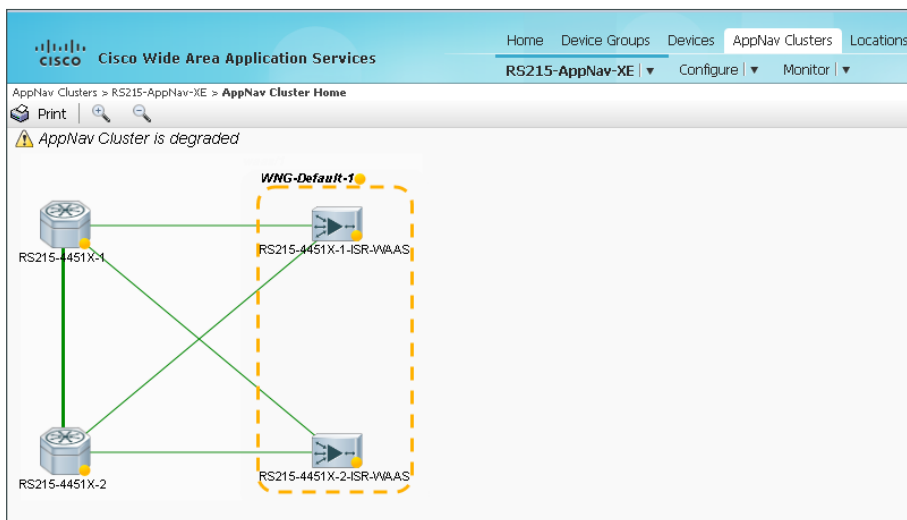 Home Device Groups Devices AppNav Clusters Locations
CISCO Cisco Wide Area Application Services
RS215-AppNav-XE | ▼ Configure | ▼ Monitor | ▼
AppNav Clusters > RS215-AppNav-XE > AppNav Cluster Home
Print
AppNav Cluster is degraded
WNG-Default-1
RS215-4451X-1
RS215-4451X-1-ISR-WAAS
RS215-4451X-2
RS215-4451X-2-ISR-WAAS